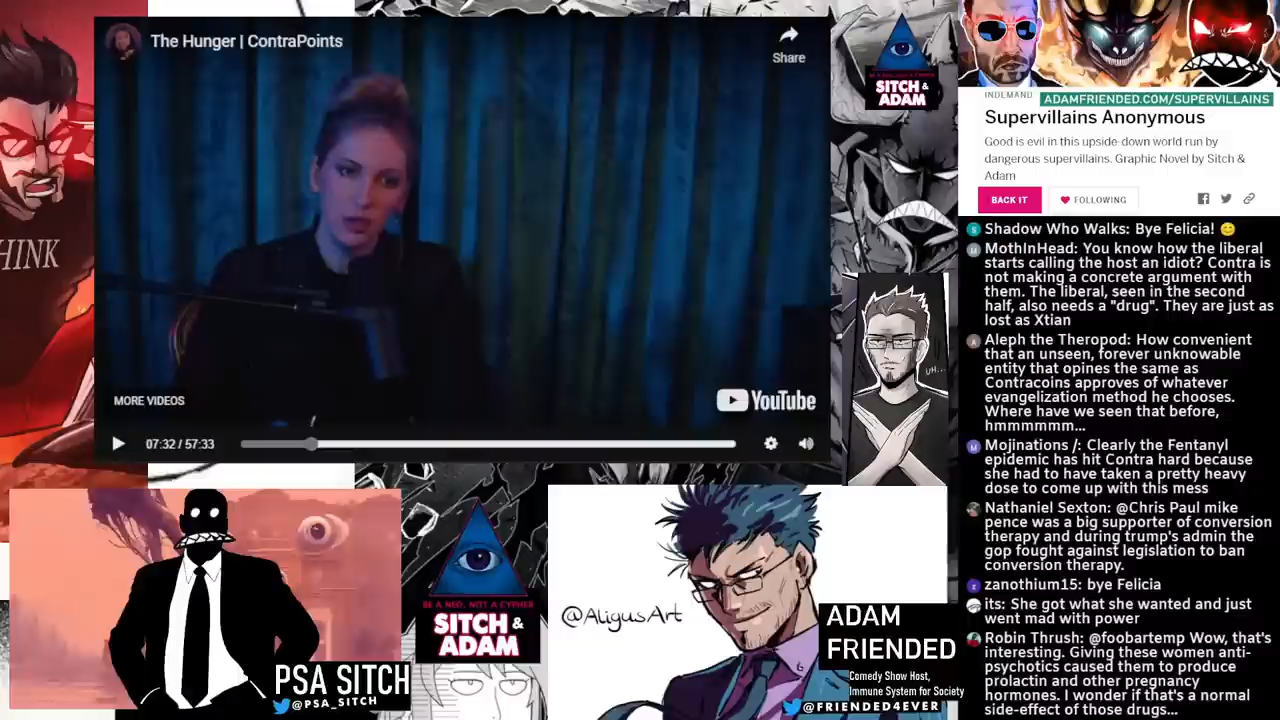 The Hunger | ContraPoints
Share
MORE VIDEOS
YouTube
07:32 / 57:33
HINK
BE A NEO, NOT A CYPHER
SITCH &
ADAM
UH...
INDEMAND
ADAMFRIENDED.COM/SUPERVILLAINS
Supervillains Anonymous
Good is evil in this upside-down world run by
dangerous supervillains. Graphic Novel by Sitch &
Adam
BACK IT
FOLLOWING
Shadow Who Walks: Bye Felicia! 😊
MothInHead: You know how the liberal
starts calling the host an idiot? Contra is
not making a concrete argument with
them. The liberal, seen in the second
half, also needs a "drug". They are just as
lost as Xtian
Aleph the Theropod: How convenient
that an unseen, forever unknowable
entity that opines the same as
Contracoins approves of whatever
evangelization method he chooses.
Where have we seen that before,
hmmmmmm...
Mojinations /: Clearly the Fentanyl
epidemic has hit Contra hard because
she had to have taken a pretty heavy
dose to come up with this mess
Nathaniel Sexton: @Chris Paul mike
pence was a big supporter of conversion
therapy and during trump's admin the
gop fought against legislation to ban
conversion therapy.
zanothium15: bye Felicia
its: She got what she wanted and just
went mad with power
Robin Thrush: @foobartemp Wow, that's
interesting. Giving these women anti-
psychotics caused them to produce
prolactin and other pregnancy
hormones. I wonder if that's a normal
side-effect of those drugs...
PSA SITCH
@PSA_SITCH
BE A NEO, NOT A CYPHER
SITCH &
ADAM
@AligusArt
ADAM
FRIENDED
Comedy Show Host,
Immune System for Society
@FRIENDED4EVER